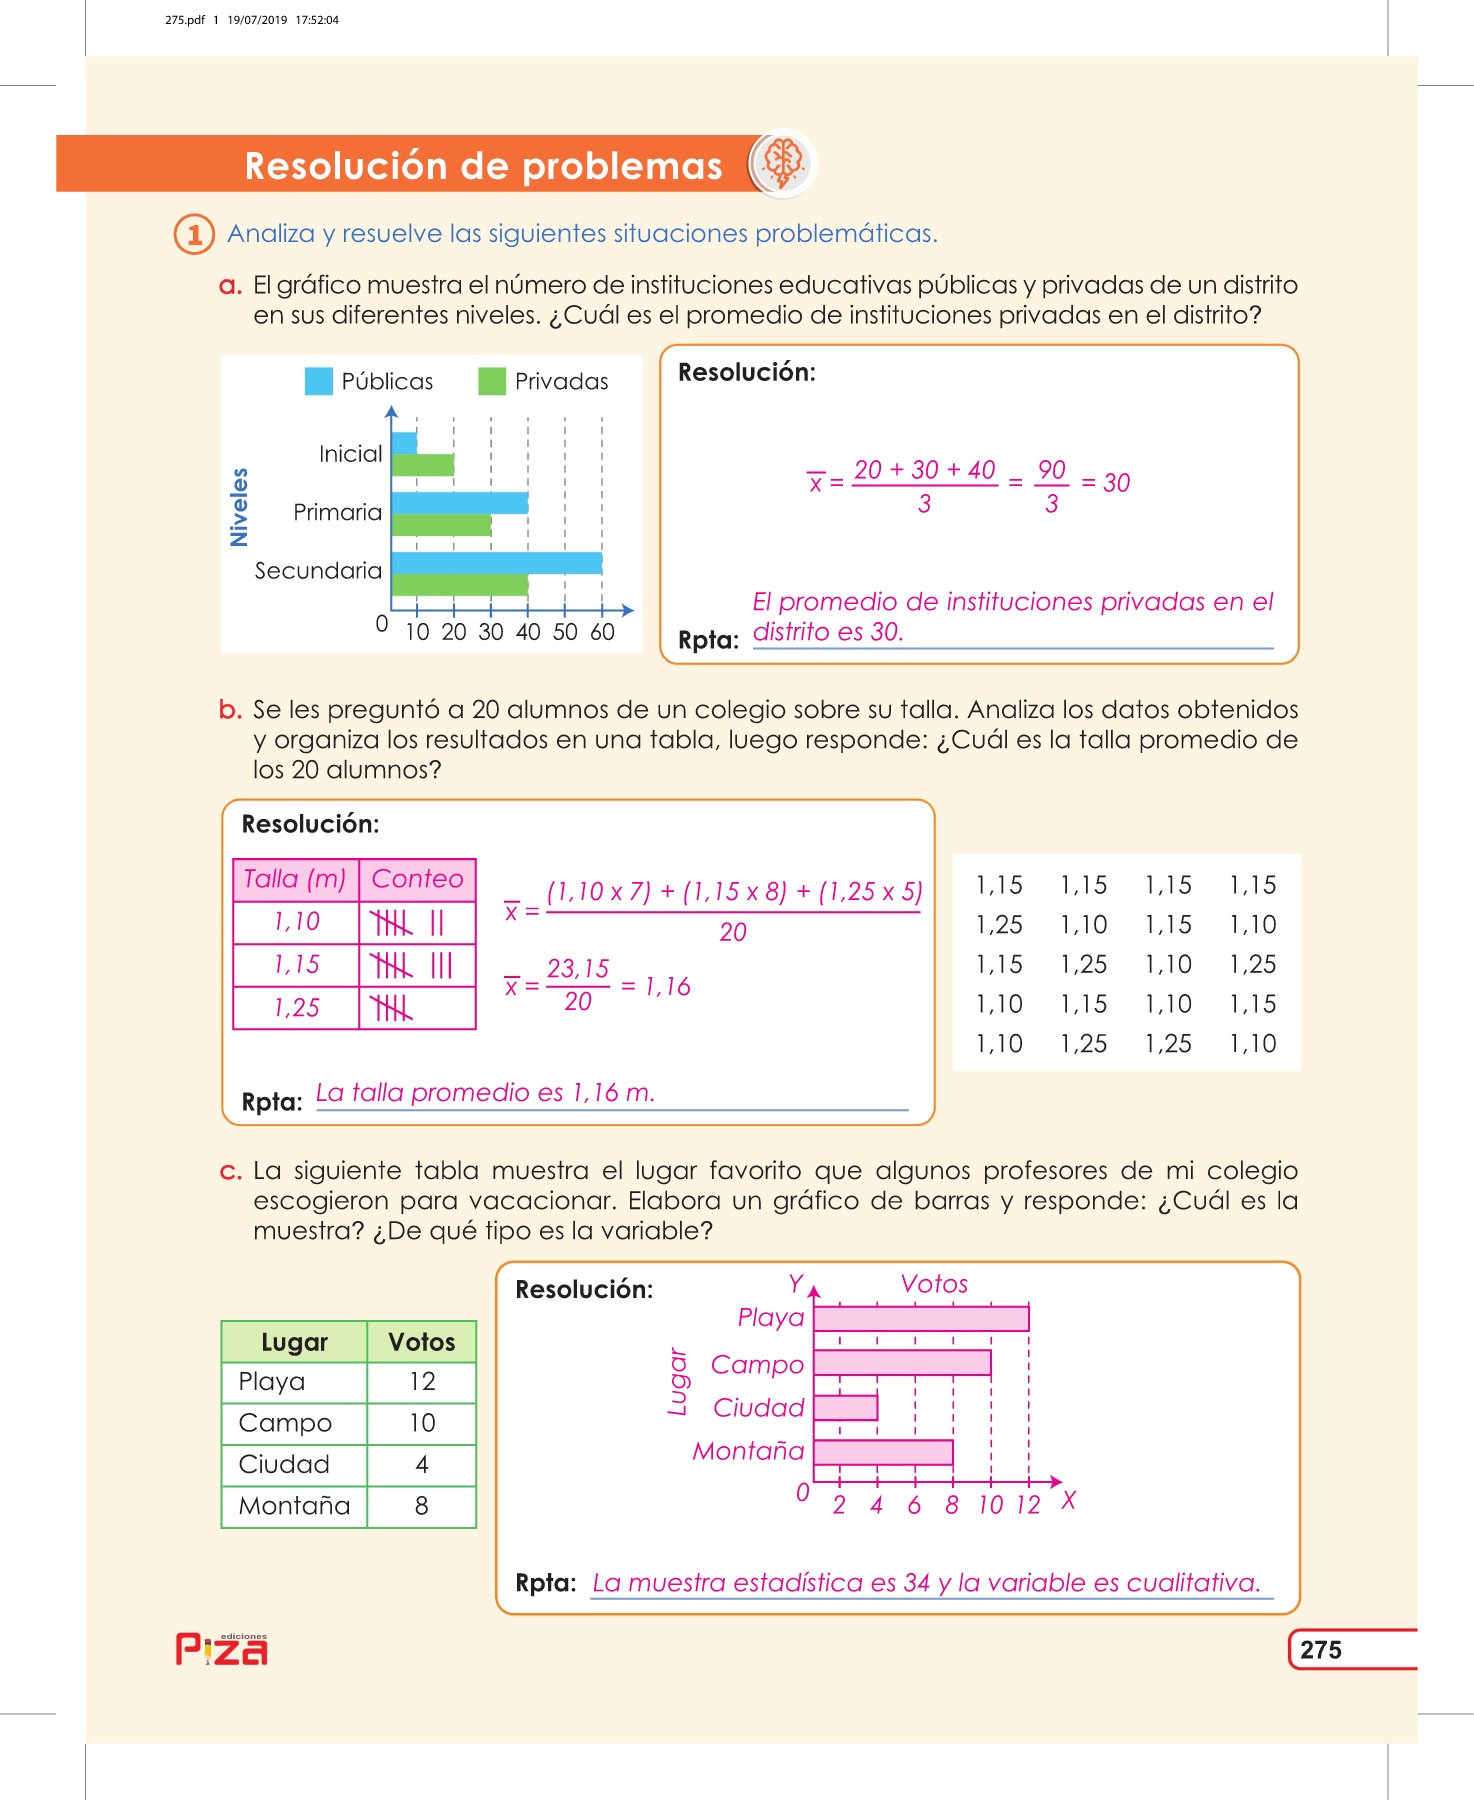 275.pdf 1 19/07/2019 17:52:04
Resolución de problemas
1 Analiza y resuelve las siguientes situaciones problemáticas.
a. El gráfico muestra el número de instituciones educativas públicas y privadas de un distrito
en sus diferentes niveles. ¿Cuál es el promedio de instituciones privadas en el distrito?
Públicas Privadas
Niveles
Inicial
Primaria
Secundaria
0 10 20 30 40 50 60
Resolución:
x̅ = (20 + 30 + 40)/3 = 90/3 = 30
El promedio de instituciones privadas en el
Rpta: distrito es 30.
b. Se les preguntó a 20 alumnos de un colegio sobre su talla. Analiza los datos obtenidos
y organiza los resultados en una tabla, luego responde: ¿Cuál es la talla promedio de
los 20 alumnos?
Resolución:
Talla (m) Conteo
1,10
1,15
1,25
x̅ = ((1,10 x 7) + (1,15 x 8) + (1,25 x 5))/20
x̅ = 23,15/20 = 1,16
Rpta: La talla promedio es 1,16 m.
1,15 1,15 1,15 1,15
1,25 1,10 1,15 1,10
1,15 1,25 1,10 1,25
1,10 1,15 1,10 1,15
1,10 1,25 1,25 1,10
c. La siguiente tabla muestra el lugar favorito que algunos profesores de mi colegio
escogieron para vacacionar. Elabora un gráfico de barras y responde: ¿Cuál es la
muestra? ¿De qué tipo es la variable?
Lugar Votos
Playa 12
Campo 10
Ciudad 4
Montaña 8
Resolución:
Y Votos
Lugar
Playa
Campo
Ciudad
Montaña
0 2 4 6 8 10 12 X
Rpta: La muestra estadística es 34 y la variable es cualitativa.
ediciones
Piza
275